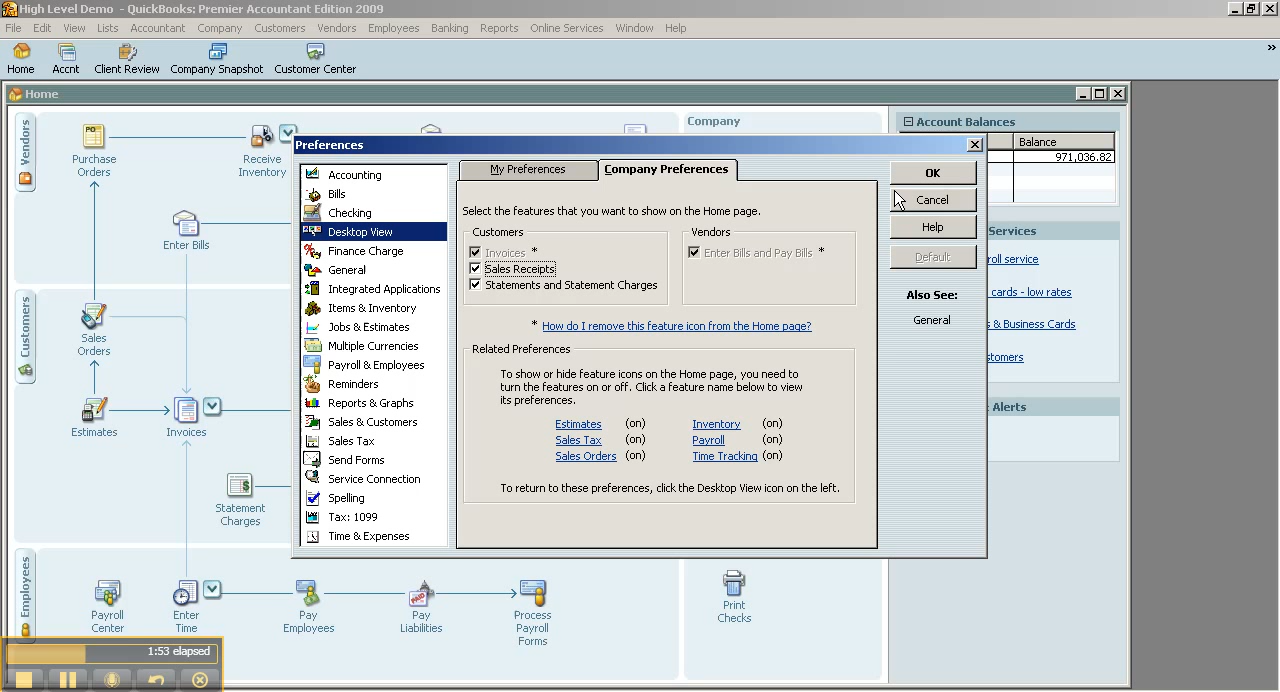 High Level Demo - QuickBooks: Premier Accountant Edition 2009
File Edit View Lists Accountant Company Customers Vendors Employees Banking Reports Online Services Window Help
Home Accnt Client Review Company Snapshot Customer Center
Home
Vendors
Purchase
Orders
Receive
Inventory
Enter Bills
Customers
Sales
Orders
Estimates
Invoices
Statement
Charges
Employees
Payroll
Center
Enter
Time
Pay
Employees
Pay
Liabilities
Process
Payroll
Forms
Company
Print
Checks
Account Balances
Balance
971,036.82
Services
roll service
cards - low rates
s & Business Cards
stomers
Alerts
Preferences
Accounting
Bills
Checking
Desktop View
Finance Charge
General
Integrated Applications
Items & Inventory
Jobs & Estimates
Multiple Currencies
Payroll & Employees
Reminders
Reports & Graphs
Sales & Customers
Sales Tax
Send Forms
Service Connection
Spelling
Tax: 1099
Time & Expenses
My Preferences Company Preferences
Select the features that you want to show on the Home page.
Customers
Invoices *
Sales Receipts
Statements and Statement Charges
Vendors
Enter Bills and Pay Bills *
* How do I remove this feature icon from the Home page?
Related Preferences
To show or hide feature icons on the Home page, you need to
turn the features on or off. Click a feature name below to view
its preferences.
Estimates (on) Inventory (on)
Sales Tax (on) Payroll (on)
Sales Orders (on) Time Tracking (on)
To return to these preferences, click the Desktop View icon on the left.
OK
Cancel
Help
Default
Also See:
General
1:53 elapsed
PO
PAID